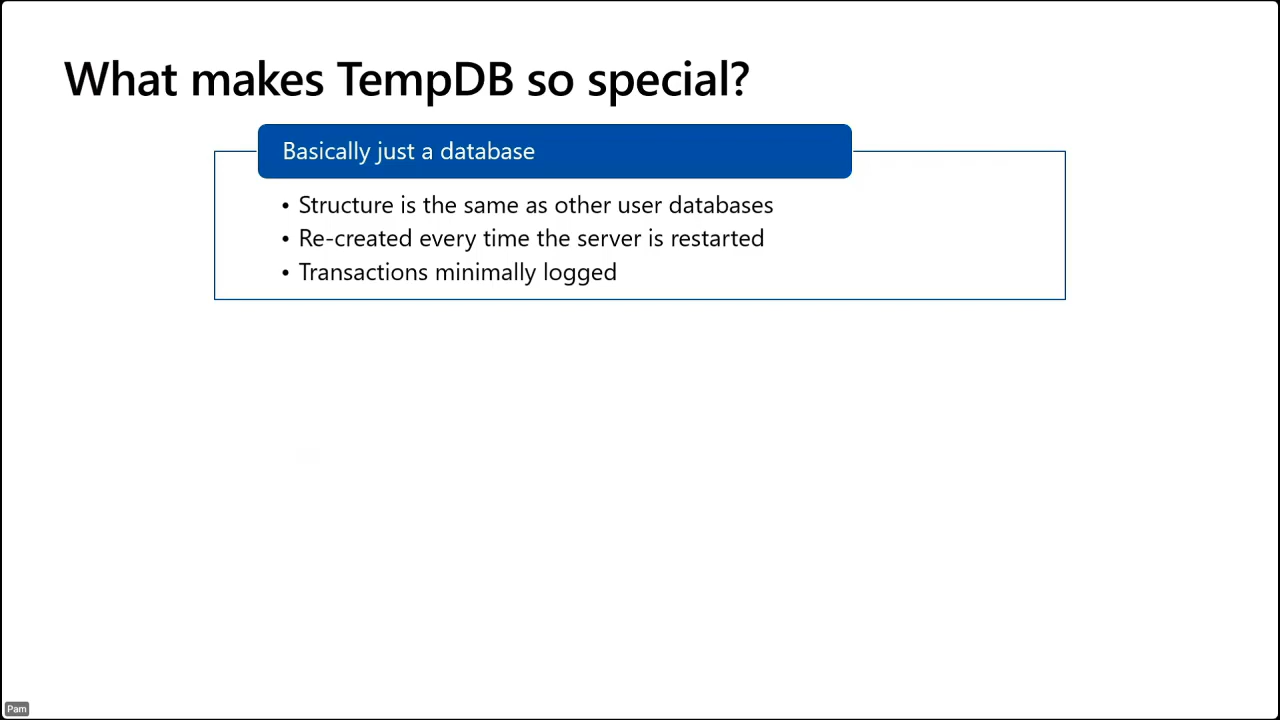 What makes TempDB so special?
Basically just a database
• Structure is the same as other user databases
• Re-created every time the server is restarted
• Transactions minimally logged
Pam